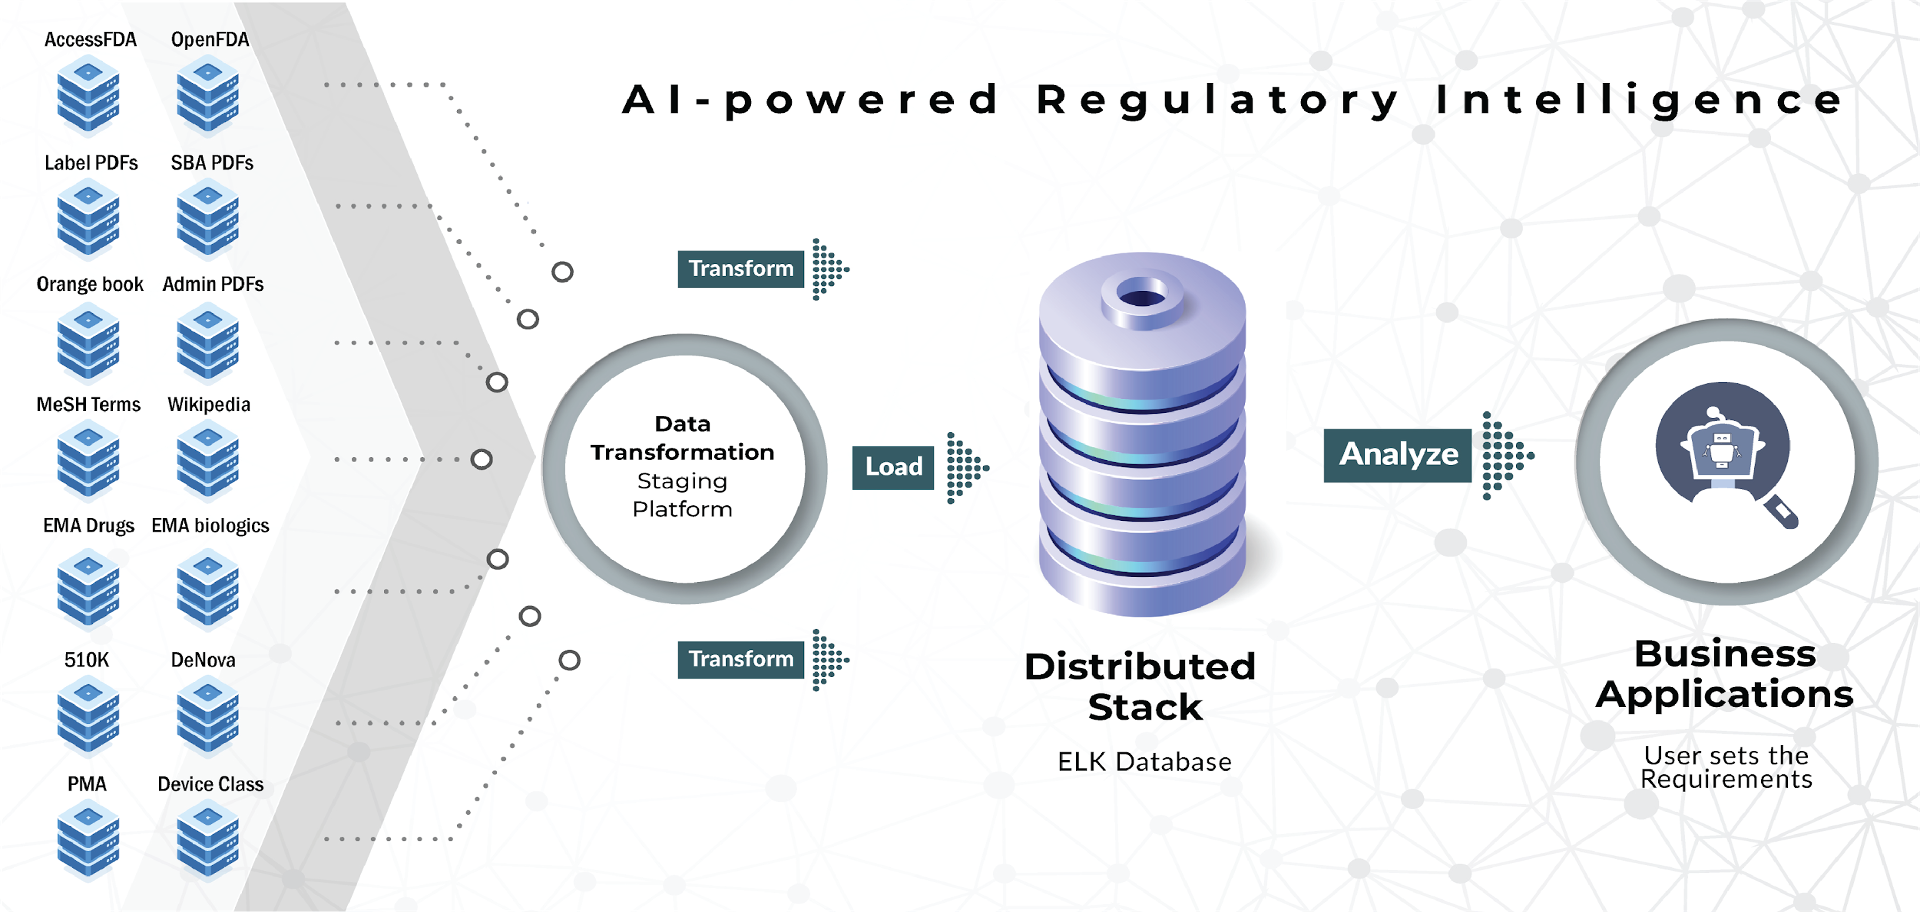 AI-powered Regulatory Intelligence
AccessFDA
OpenFDA
Label PDFs
SBA PDFs
Orange book
Admin PDFs
MeSH Terms
Wikipedia
EMA Drugs
EMA biologics
510K
DeNova
PMA
Device Class
Transform
Data
Transformation
Staging
Platform
Transform
Load
Distributed
Stack
ELK Database
Analyze
Business
Applications
User sets the
Requirements